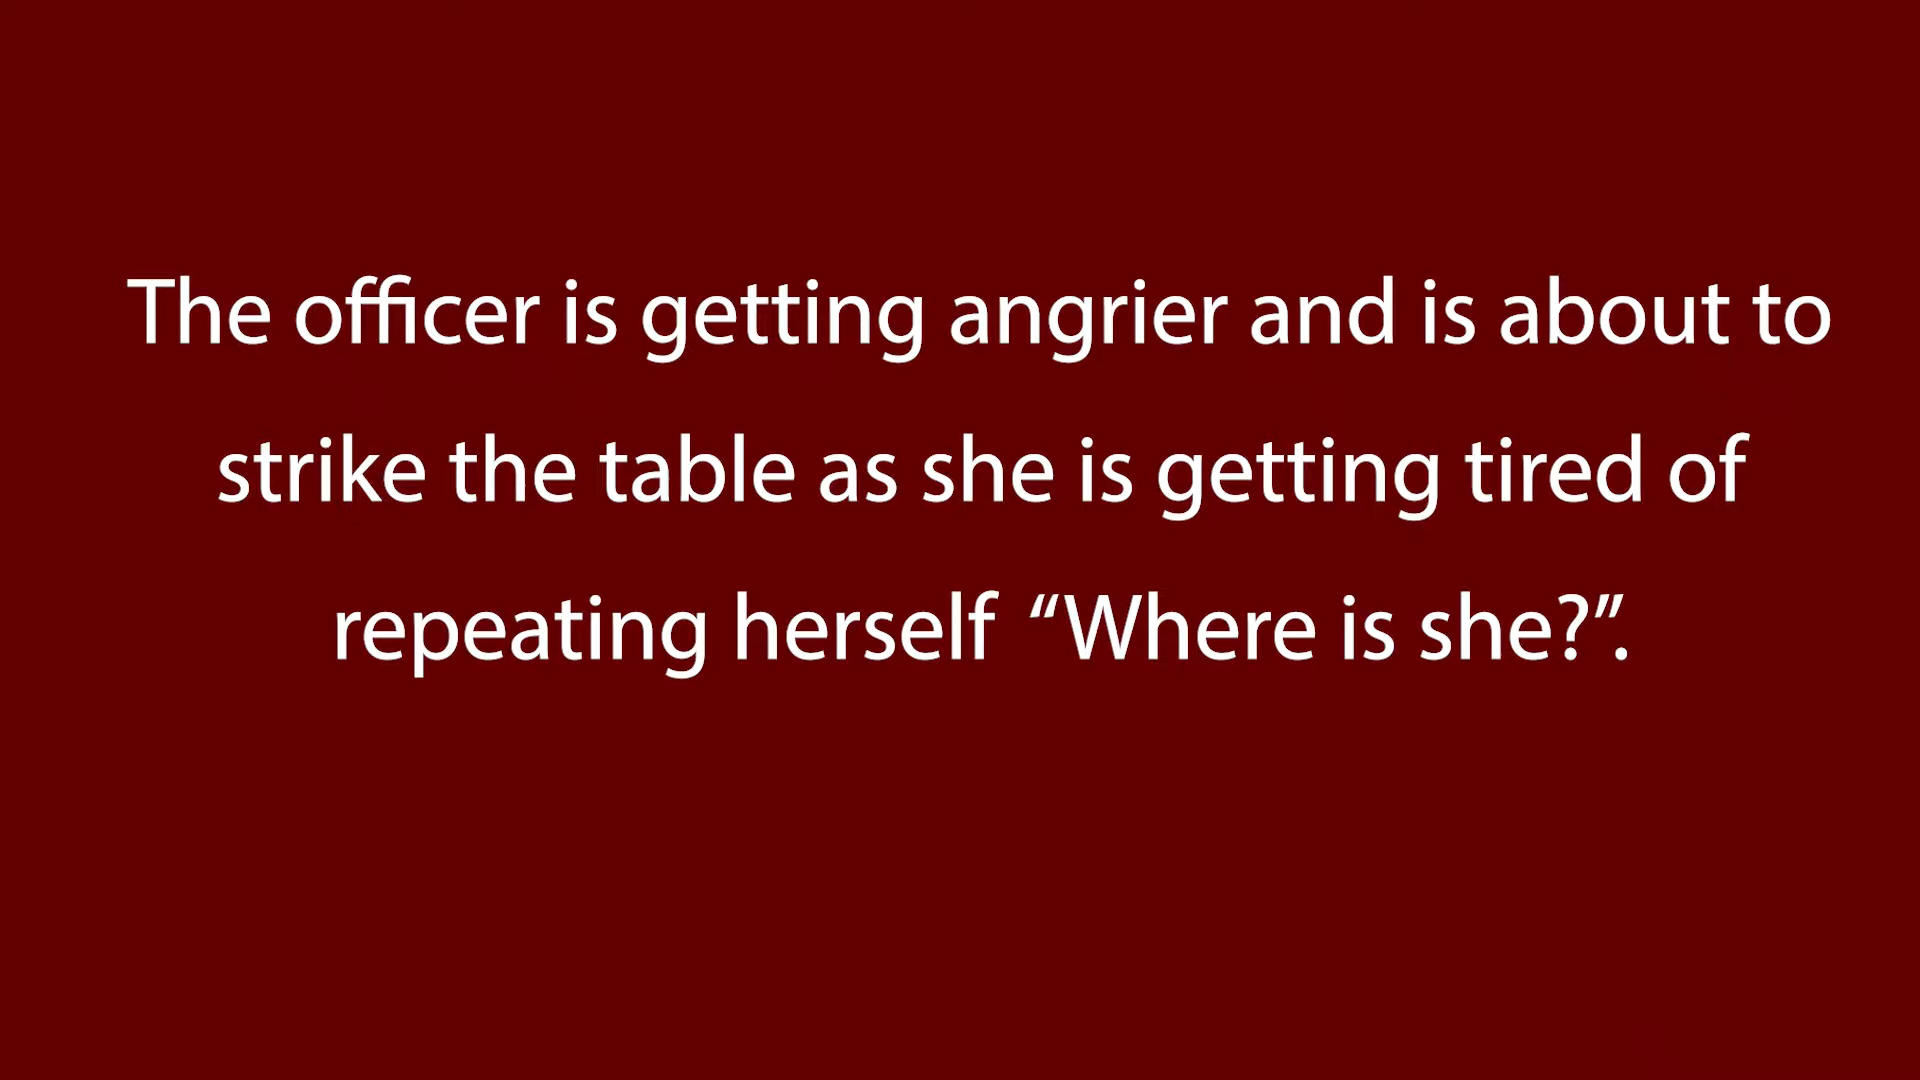 The officer is getting angrier and is about to
strike the table as she is getting tired of
repeating herself “Where is she?”.